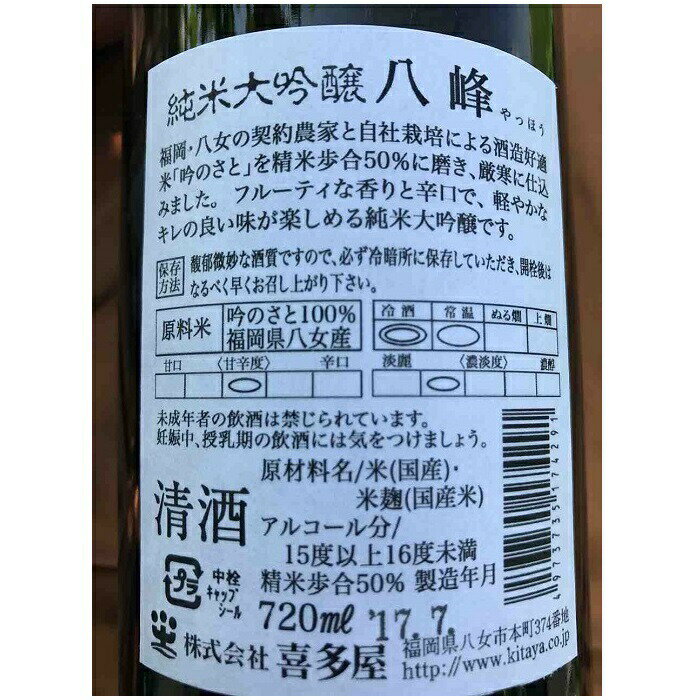 純米大吟醸 八峰 やっほう
福岡・八女の契約農家と自社栽培による酒造好適
米「吟のさと」を精米歩合50%に磨き、厳寒に仕込
みました。フルーティな香りと辛口で、軽やかな
キレの良い味が楽しめる純米大吟醸です。
保存方法 馥郁微妙な酒質ですので、必ず冷暗所に保存していただき、開栓後は
なるべく早くお召し上がり下さい。
原料米 吟のさと100%
福岡県八女産
冷酒 常温 ぬる燗 上燗
甘口 〈甘辛度〉 辛口 淡麗 〈濃淡度〉 濃醇
未成年者の飲酒は禁じられています。
妊娠中、授乳期の飲酒には気をつけましょう。
清酒
原材料名/米(国産)・
米麹(国産米)
アルコール分/
15度以上16度未満
精米歩合50% 製造年月
プラ 中栓
キャップ
シール
720ml '17.7.
株式会社 喜多屋
福岡県八女市本町374番地
http://www.kitaya.co.jp
4973735174291